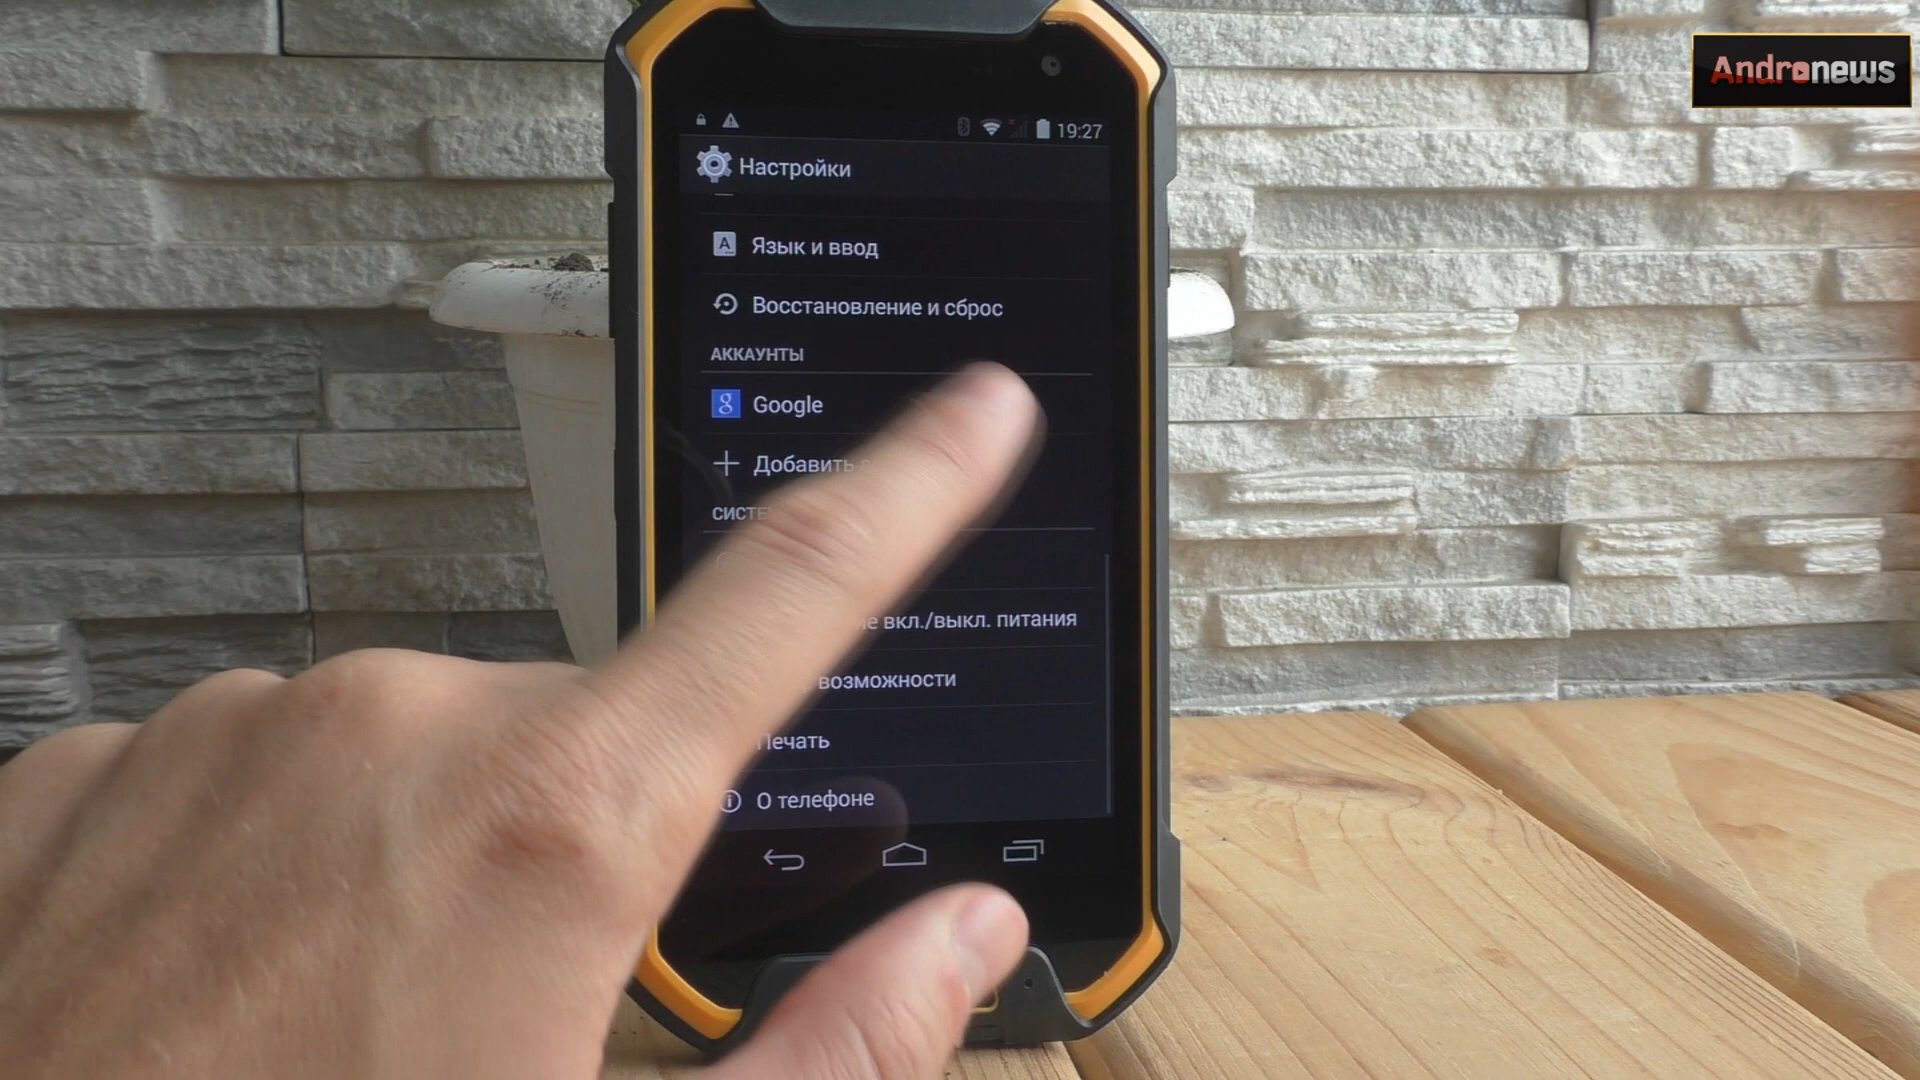 Andronews
19:27
Настройки
Язык и ввод
Восстановление и сброс
АККАУНТЫ
Google
Добавить
вкл./выкл. питания
возможности
Печать
О телефоне